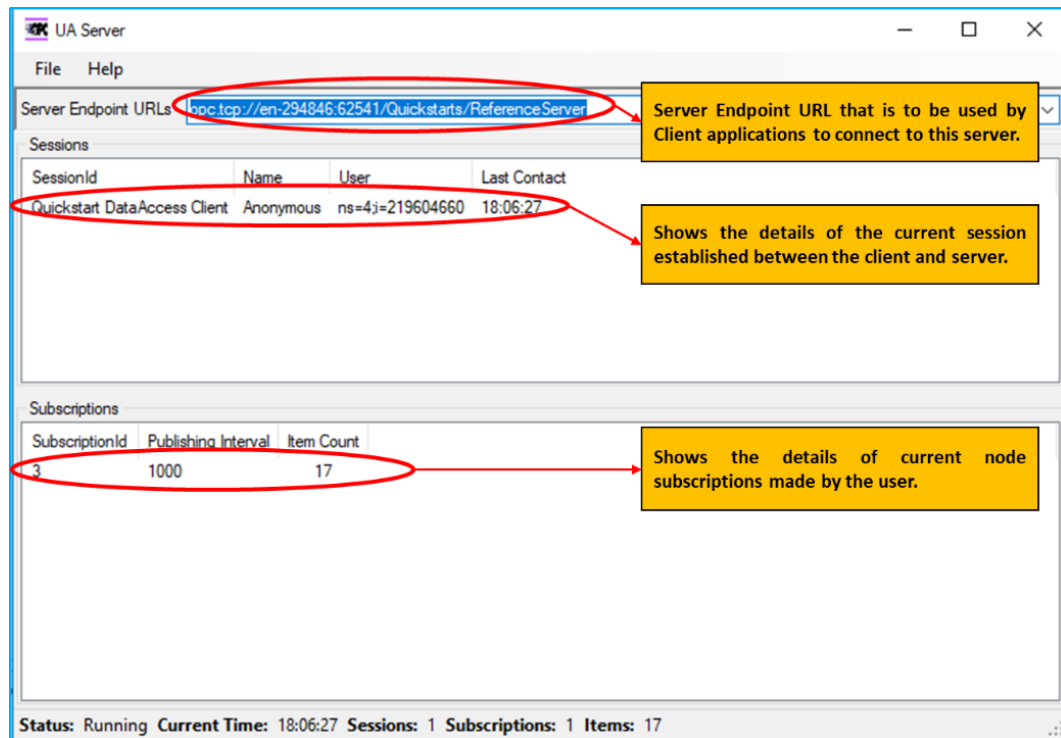 UA Server
File Help
Server Endpoint URLs opc.tcp://en-294846:62541/Quickstarts/ReferenceServer
Server Endpoint URL that is to be used by
Client applications to connect to this server.
Sessions
SessionId Name User Last Contact
Quickstart DataAccess Client Anonymous ns=4;i=219604660 18:06:27
Shows the details of the current session
established between the client and server.
Subscriptions
SubscriptionId Publishing Interval Item Count
3 1000 17
Shows the details of current node
subscriptions made by the user.
Status: Running Current Time: 18:06:27 Sessions: 1 Subscriptions: 1 Items: 17